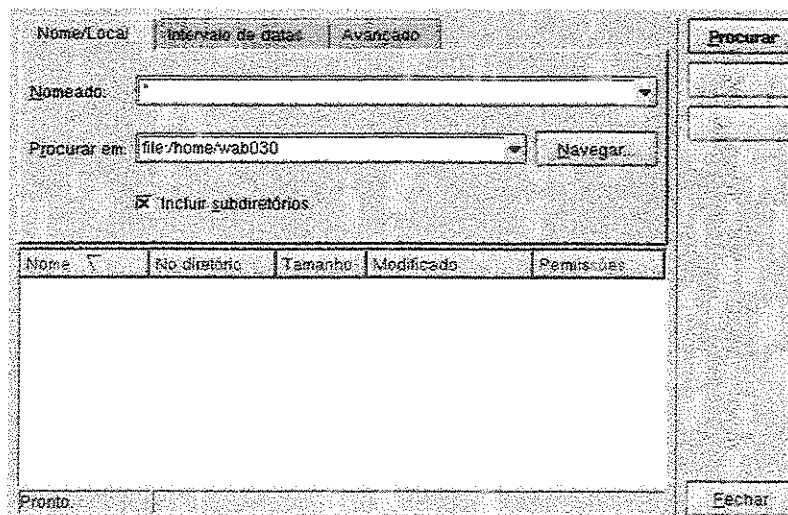 Nome/Local Intervalo de datas Avançado
Procurar
Nomeado: *
Procurar em: file:/home/wab030 Navegar...
Incluir subdiretórios
Nome No diretório Tamanho Modificado Permissões
Pronto.
Fechar